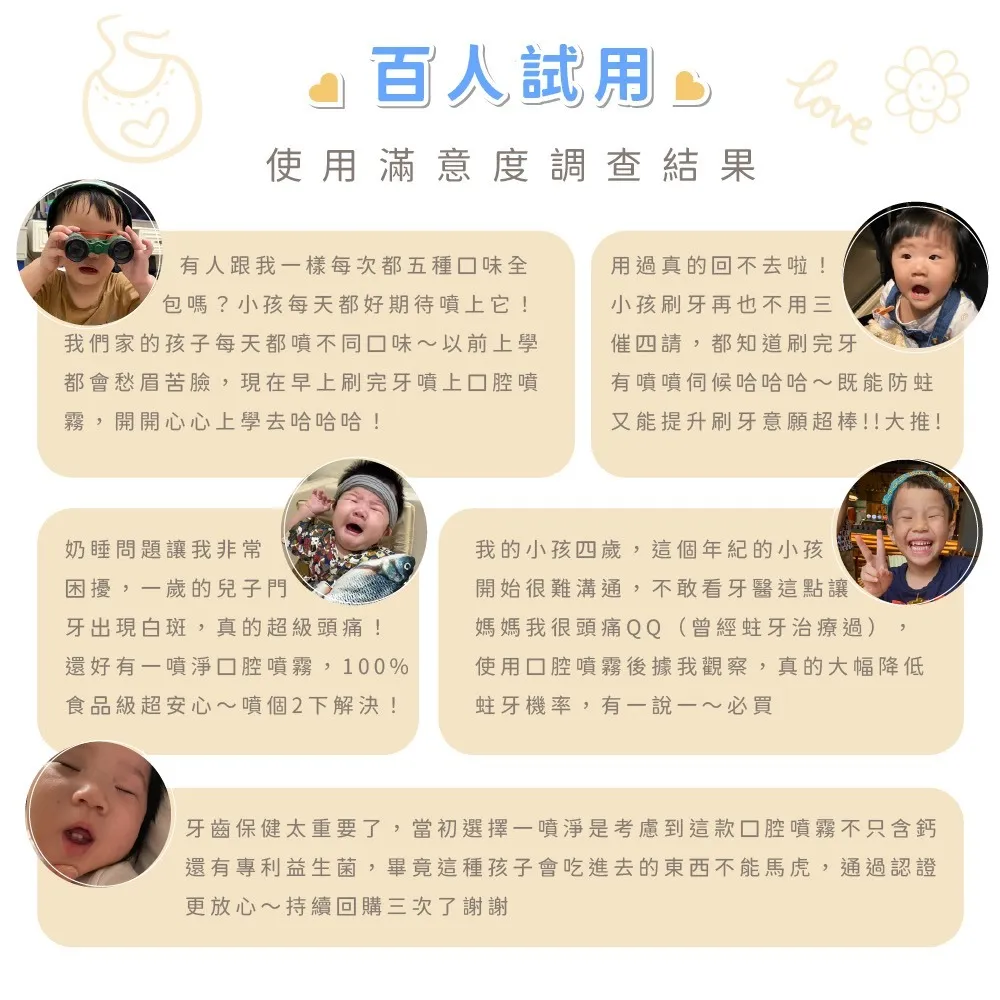 百人試用
love
使用滿意度調查結果
有人跟我一樣每次都五種口味全
包嗎？小孩每天都好期待噴上它！
我們家的孩子每天都噴不同口味～以前上學
都會愁眉苦臉，現在早上刷完牙噴上口腔噴
霧，開開心心上學去哈哈哈！
用過真的回不去啦！
小孩刷牙再也不用三
催四請，都知道刷完牙
有噴噴伺候哈哈哈～既能防蛀
又能提升刷牙意願超棒!!大推!
奶睡問題讓我非常
困擾，一歲的兒子門
牙出現白斑，真的超級頭痛！
還好有一噴淨口腔噴霧，100%
食品級超安心～噴個2下解決！
我的小孩四歲，這個年紀的小孩
開始很難溝通，不敢看牙醫這點讓
媽媽我很頭痛QQ（曾經蛀牙治療過），
使用口腔噴霧後據我觀察，真的大幅降低
蛀牙機率，有一說一～必買
牙齒保健太重要了，當初選擇一噴淨是考慮到這款口腔噴霧不只含鈣
還有專利益生菌，畢竟這種孩子會吃進去的東西不能馬虎，通過認證
更放心～持續回購三次了謝謝